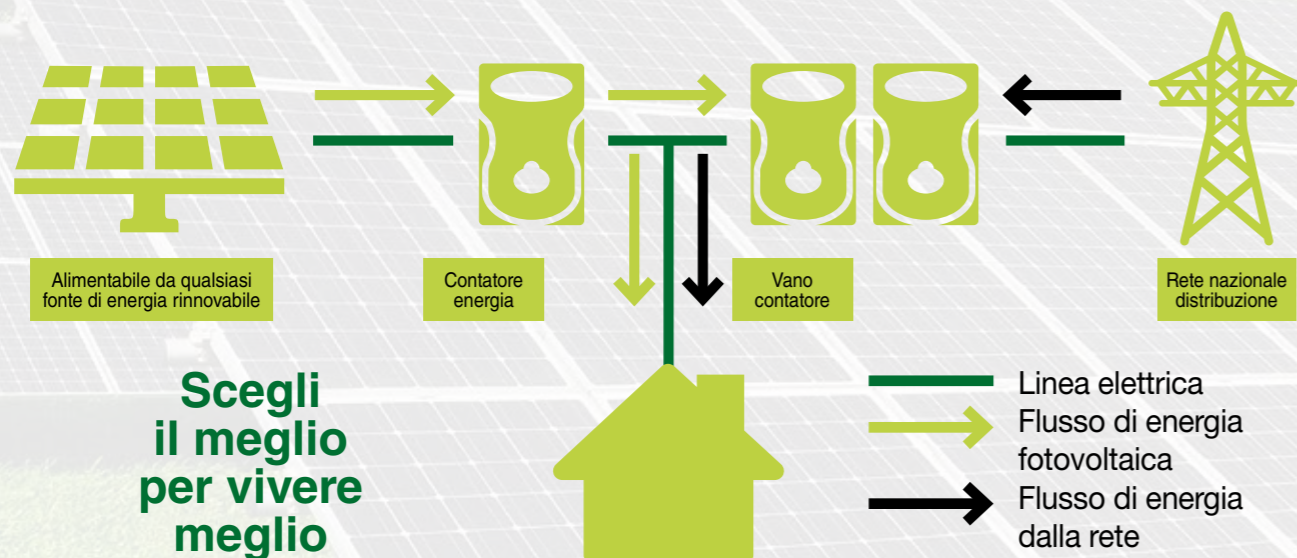 Alimentabile da qualsiasi
fonte di energia rinnovabile
Contatore
energia
Vano
contatore
Rete nazionale
distribuzione
Scegli
il meglio
per vivere
meglio
Linea elettrica
Flusso di energia
fotovoltaica
Flusso di energia
dalla rete